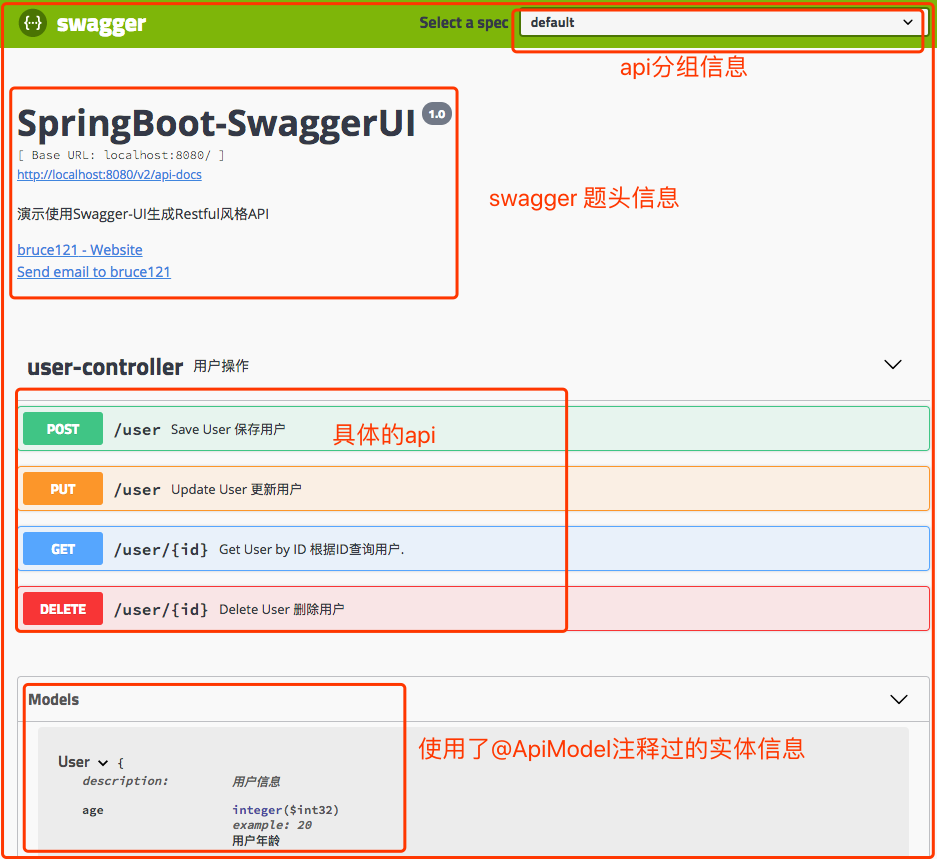 {···} swagger Select a spec default
api分组信息
SpringBoot-SwaggerUI 1.0
[ Base URL: localhost:8080/ ]
http://localhost:8080/v2/api-docs
swagger 题头信息
演示使用Swagger-UI生成Restful风格API
bruce121 - Website
Send email to bruce121
user-controller 用户操作
POST /user Save User 保存用户
具体的api
PUT /user Update User 更新用户
GET /user/{id} Get User by ID 根据ID查询用户.
DELETE /user/{id} Delete User 删除用户
Models
使用了@ApiModel注释过的实体信息
User {
description: 用户信息
age integer($int32)
example: 20
用户年龄